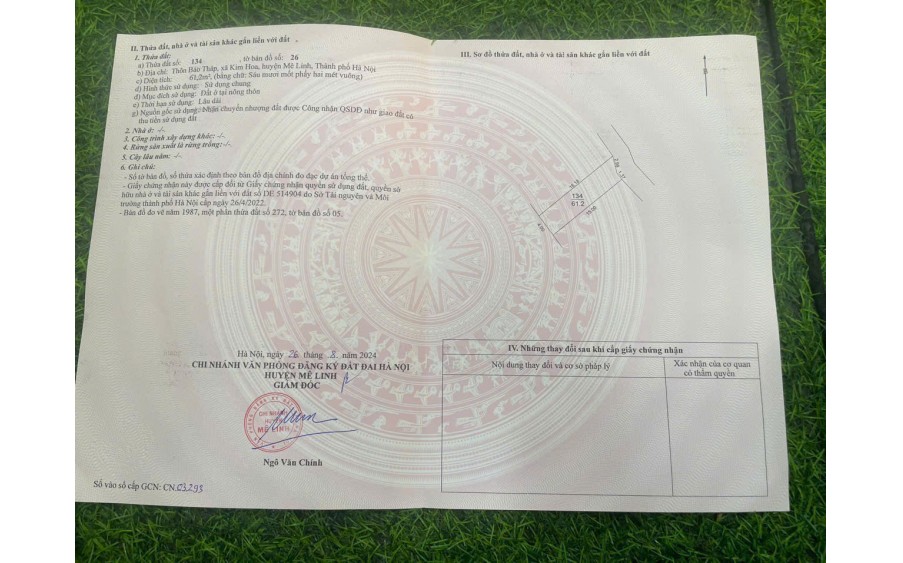 II. Thửa đất, nhà ở và tài sản khác gắn liền với đất
1. Thửa đất:
a) Thửa đất số: 134 , tờ bản đồ số: 26
b) Địa chỉ: Thôn Bảo Tháp, xã Kim Hoa, huyện Mê Linh, Thành phố Hà Nội
c) Diện tích: 61,2m², (bằng chữ: Sáu mươi mốt phẩy hai mét vuông)
d) Hình thức sử dụng: Sử dụng chung
đ) Mục đích sử dụng: Đất ở tại nông thôn
e) Thời hạn sử dụng: Lâu dài
g) Nguồn gốc sử dụng: Nhận chuyển nhượng đất được Công nhận QSDĐ như giao đất có
thu tiền sử dụng đất
2. Nhà ở: -/-
3. Công trình xây dựng khác: -/-
4. Rừng sản xuất là rừng trồng:-/-
5. Cây lâu năm: -/-
6. Ghi chú:
- Số tờ bản đồ, số thửa xác định theo bản đồ địa chính đo đạc dự án tổng thể.
- Giấy chứng nhận này được cấp đổi từ Giấy chứng nhận quyền sử dụng đất, quyền sở
hữu nhà ở và tài sản khác gắn liền với đất số DE 514904 do Sở Tài nguyên và Môi
trường thành phố Hà Nội cấp ngày 26/4/2022.
- Bản đồ đo vẽ năm 1987, một phần thửa đất số 272, tờ bản đồ số 05.
Hà Nội, ngày 26 tháng 8 năm 2024
CHI NHÁNH VĂN PHÒNG ĐĂNG KÝ ĐẤT ĐAI HÀ NỘI
HUYỆN MÊ LINH
GIÁM ĐỐC
CHI NHÁNH
HUYỆN
MÊ LINH
Ngô Văn Chính
Số vào sổ cấp GCN: CN.03293
III. Sơ đồ thửa đất, nhà ở và tài sản khác gắn liền với đất
134
61.2
IV. Những thay đổi sau khi cấp giấy chứng nhận
Nội dung thay đổi và cơ sở pháp lý
Xác nhận của cơ quan
có thẩm quyền